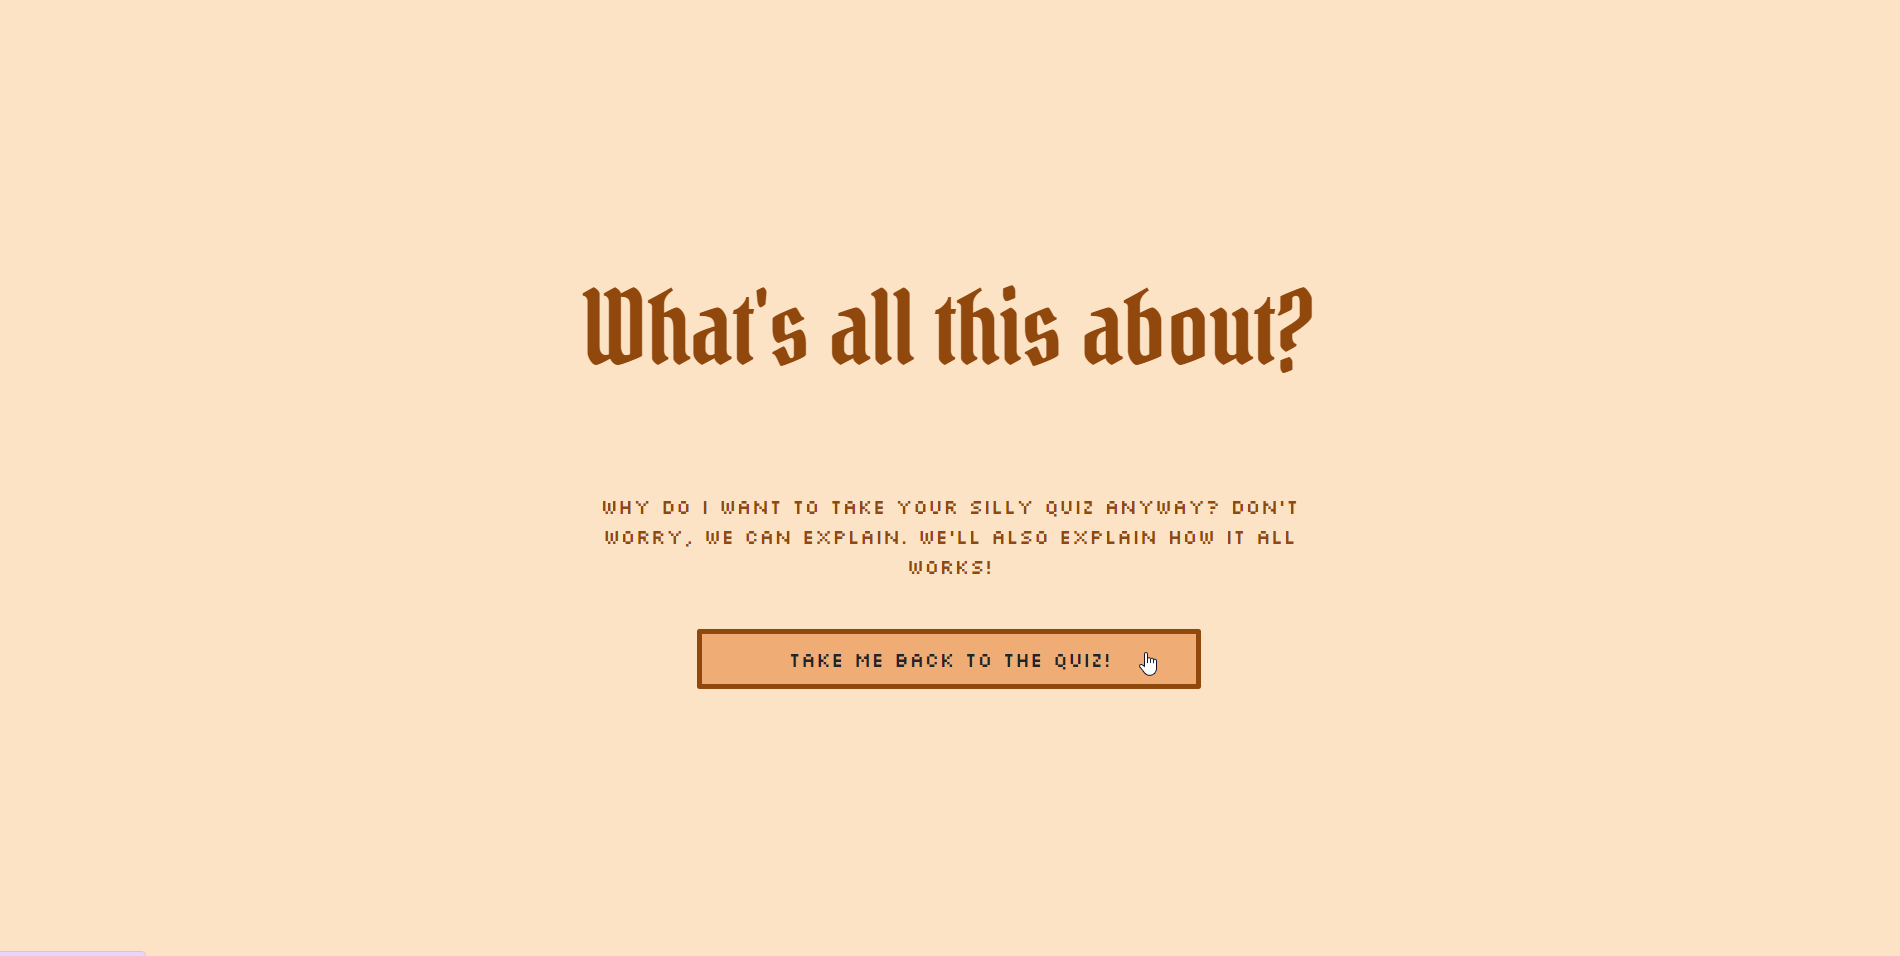 What's all this about?
WHY DO I WANT TO TAKE YOUR SILLY QUIZ ANYWAY? DON'T
WORRY, WE CAN EXPLAIN. WE'LL ALSO EXPLAIN HOW IT ALL
WORKS!
TAKE ME BACK TO THE QUIZ!